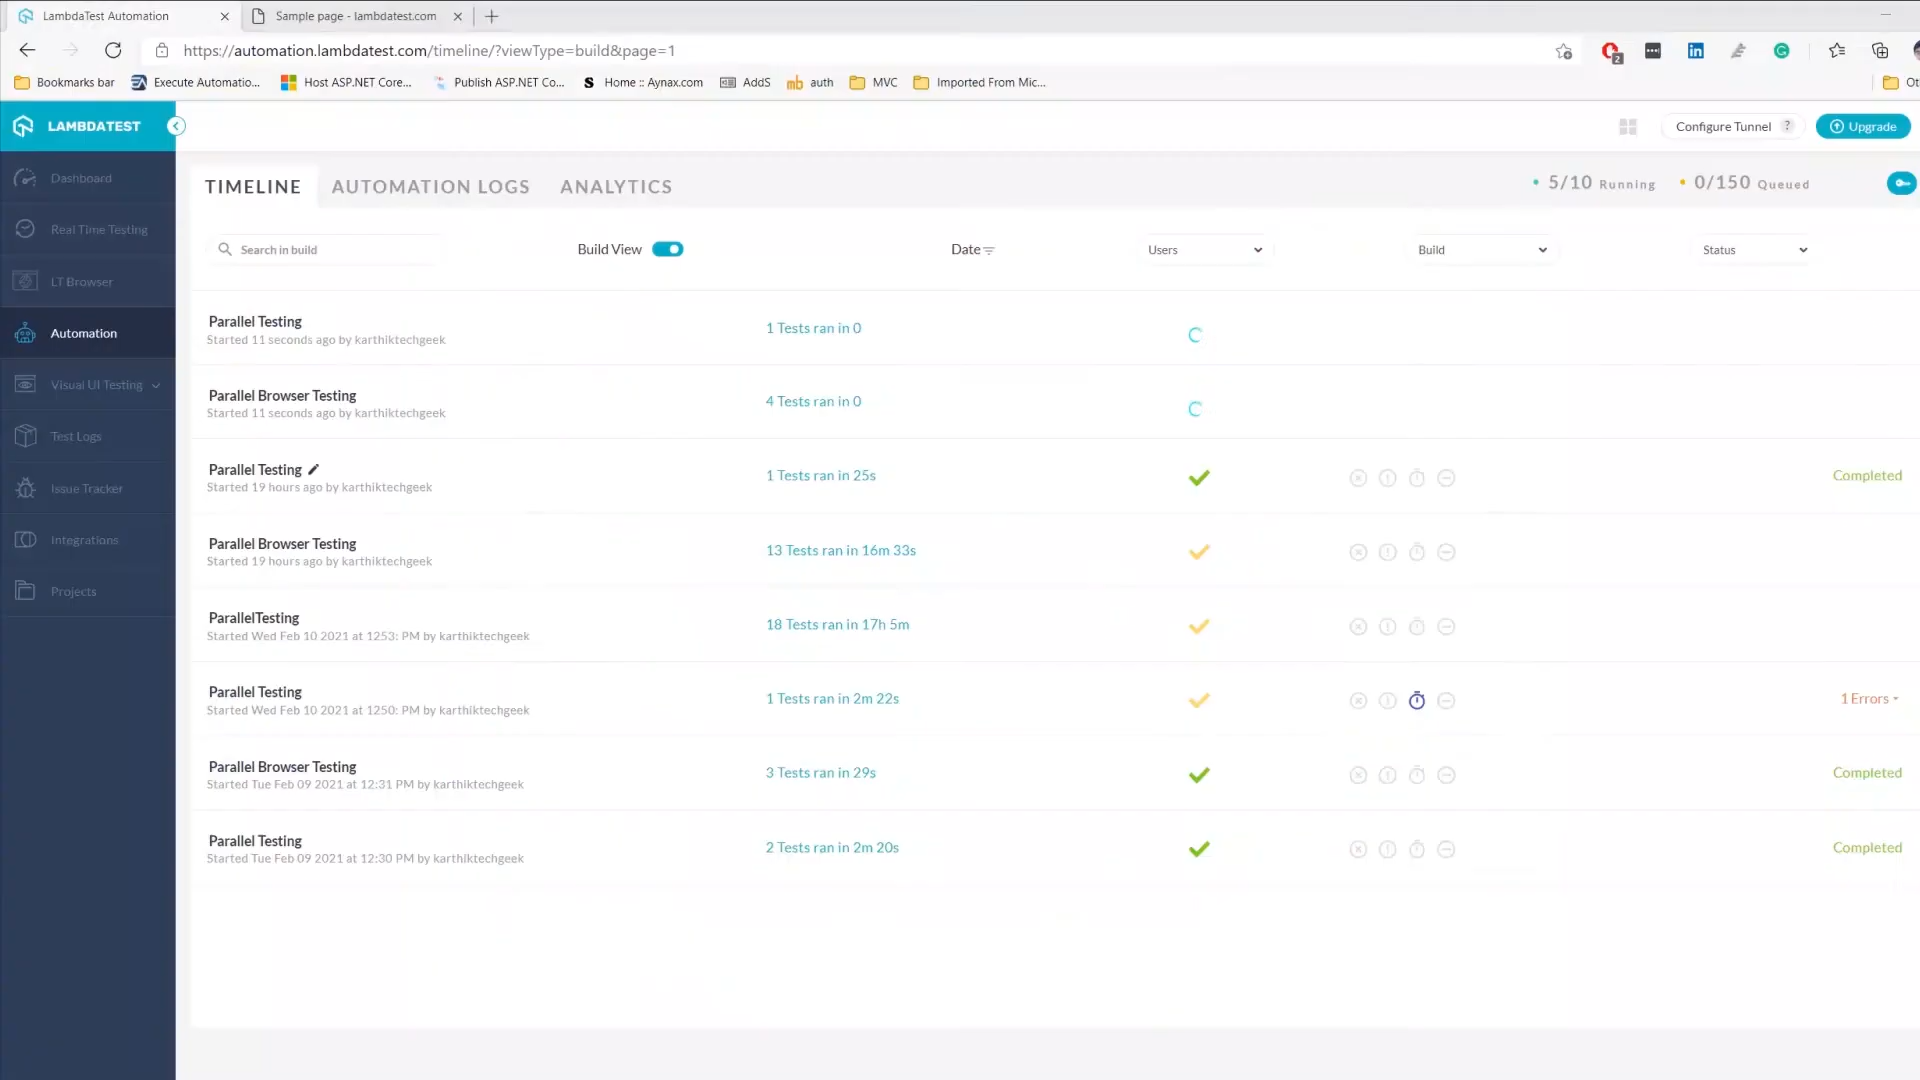 LambdaTest Automation
Sample page - lambdatest.com
https://automation.lambdatest.com/timeline/?viewType=build&page=1
2
Bookmarks bar
Execute Automatio...
Host ASP.NET Core...
Publish ASP.NET Co...
Home :: Aynax.com
AddS
auth
MVC
Imported From Mic...
LAMBDATEST
Configure Tunnel ?
Upgrade
Dashboard
Real Time Testing
LT Browser
Automation
Visual UI Testing
Test Logs
Issue Tracker
Integrations
Projects
TIMELINE
AUTOMATION LOGS
ANALYTICS
5/10 Running
0/150 Queued
Search in build
Build View
Date
Users
Build
Status
Parallel Testing
Started 11 seconds ago by karthiktechgeek
1 Tests ran in 0
Parallel Browser Testing
Started 11 seconds ago by karthiktechgeek
4 Tests ran in 0
Parallel Testing
Started 19 hours ago by karthiktechgeek
1 Tests ran in 25s
Completed
Parallel Browser Testing
Started 19 hours ago by karthiktechgeek
13 Tests ran in 16m 33s
ParallelTesting
Started Wed Feb 10 2021 at 1253: PM by karthiktechgeek
18 Tests ran in 17h 5m
Parallel Testing
Started Wed Feb 10 2021 at 1250: PM by karthiktechgeek
1 Tests ran in 2m 22s
1 Errors
Parallel Browser Testing
Started Tue Feb 09 2021 at 12:31 PM by karthiktechgeek
3 Tests ran in 29s
Completed
Parallel Testing
Started Tue Feb 09 2021 at 12:30 PM by karthiktechgeek
2 Tests ran in 2m 20s
Completed